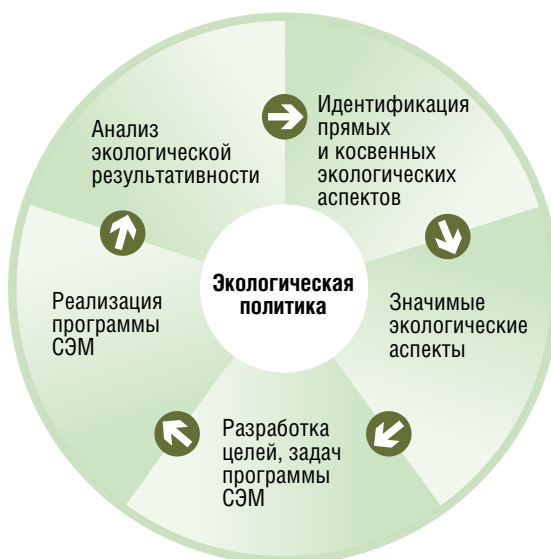 Анализ
экологической
результативности
Идентификация
прямых
и косвенных
экологических
аспектов
Экологическая
политика
Реализация
программы
СЭМ
Значимые
экологические
аспекты
Разработка
целей, задач
программы
СЭМ